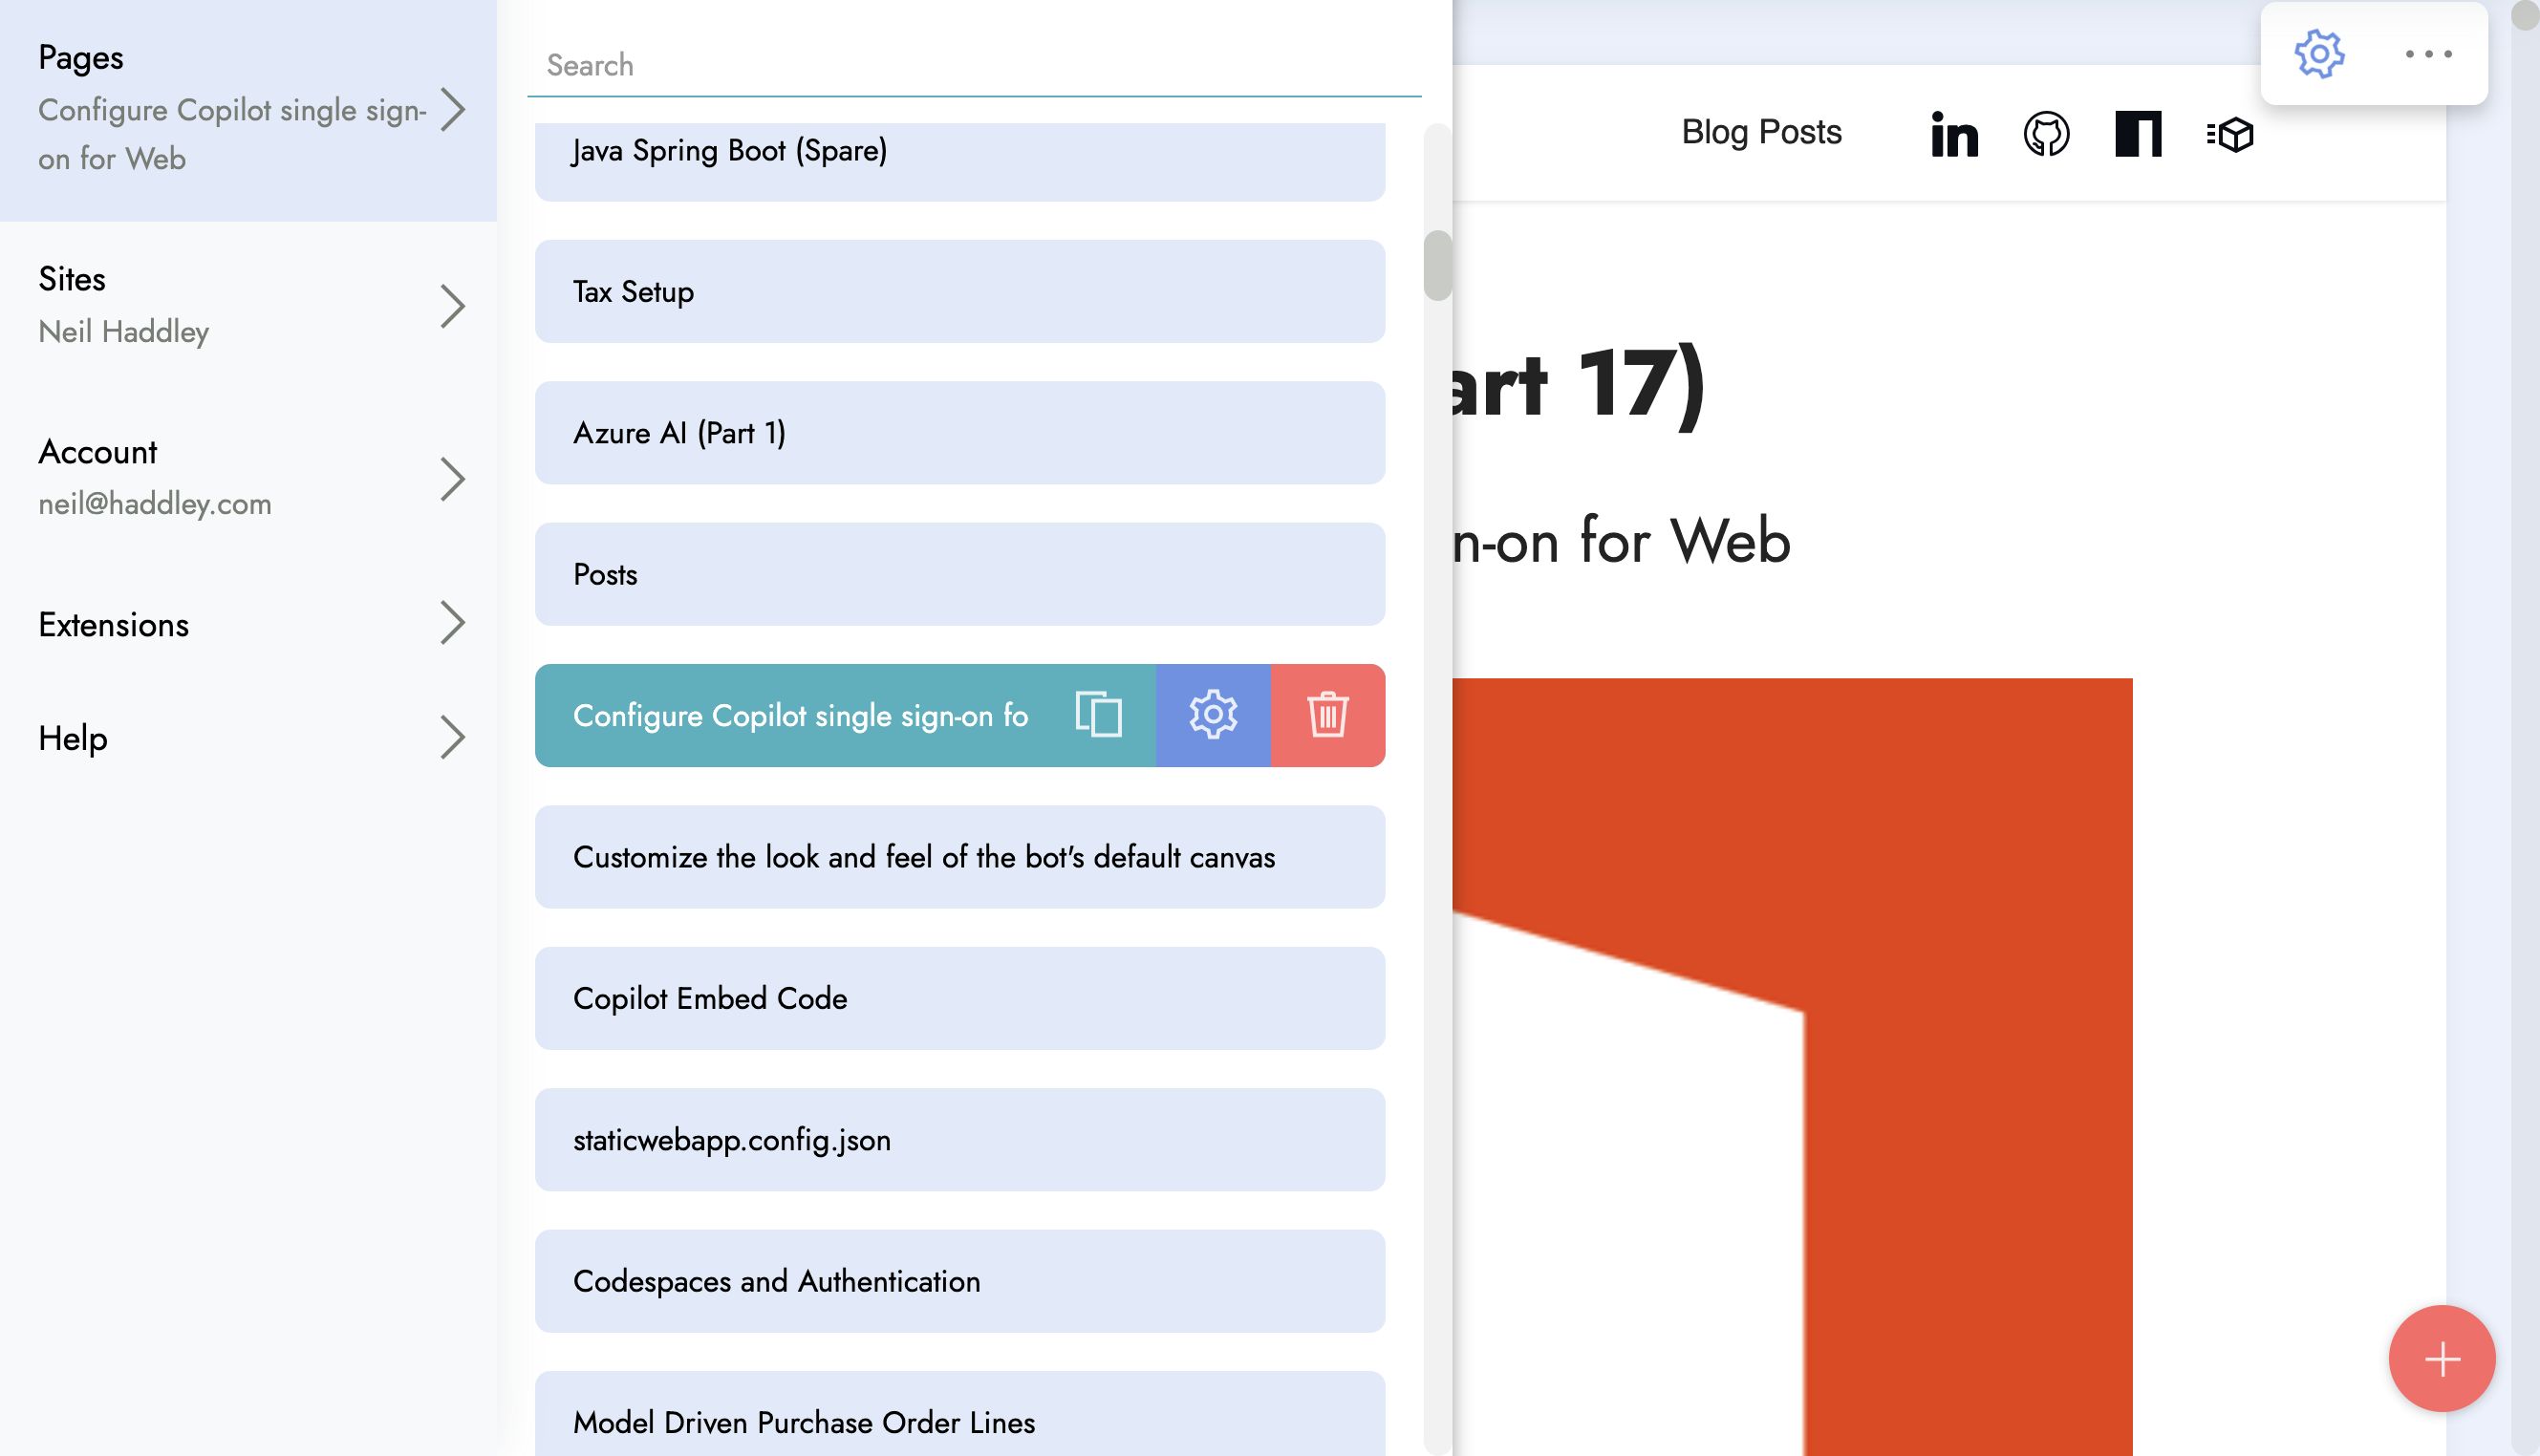 Pages
Configure Copilot single sign-
on for Web
Sites
Neil Haddley
Account
neil@haddley.com
Extensions
Help
Search
Java Spring Boot (Spare)
Tax Setup
Azure AI (Part 1)
Posts
Configure Copilot single sign-on fo
Customize the look and feel of the bot's default canvas
Copilot Embed Code
staticwebapp.config.json
Codespaces and Authentication
Model Driven Purchase Order Lines
Blog Posts
in
art 17)
n-on for Web